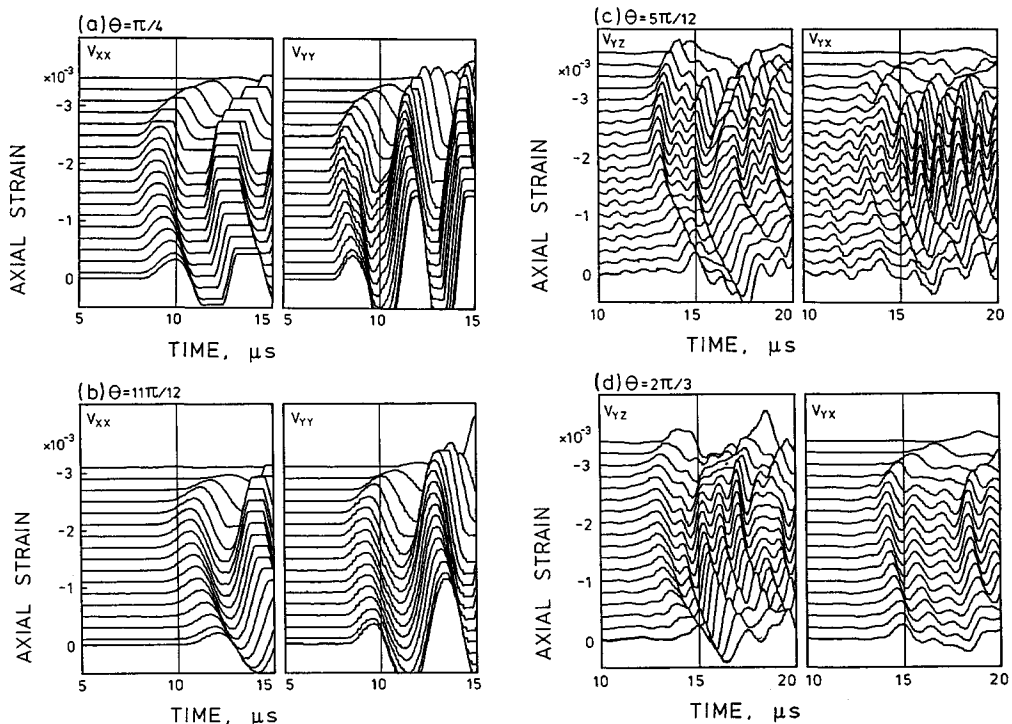 (a) θ=π/4
V_XX
V_YY
×10⁻³
-3
-2
-1
0
AXIAL STRAIN
5
10
15
5
10
15
TIME, μs
(b) θ=11π/12
V_XX
V_YY
×10⁻³
-3
-2
-1
0
AXIAL STRAIN
5
10
15
5
10
15
TIME, μs
(c) θ=5π/12
V_YZ
V_YX
×10⁻³
-3
-2
-1
0
AXIAL STRAIN
10
15
20
10
15
20
TIME, μs
(d) θ=2π/3
V_YZ
V_YX
×10⁻³
-3
-2
-1
0
AXIAL STRAIN
10
15
20
10
15
20
TIME, μs